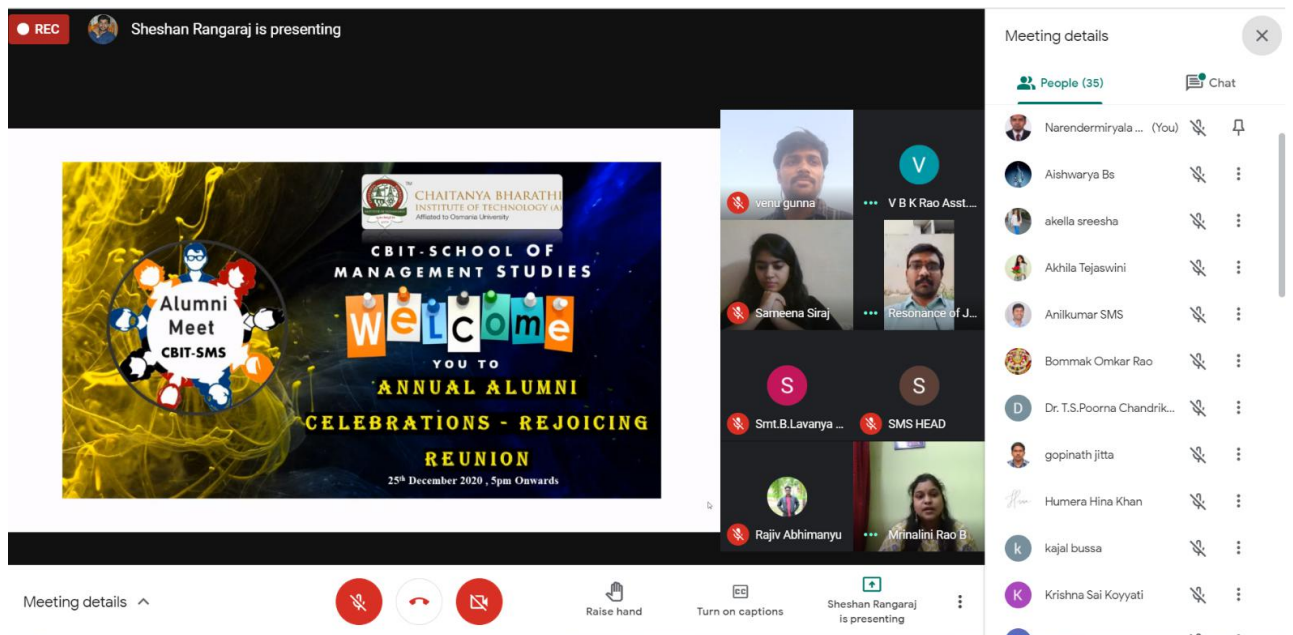 REC
Sheshan Rangaraj is presenting
CHAITANYA BHARATHI
INSTITUTE OF TECHNOLOGY (A)
Affliated to Osmania University
CBIT-SCHOOL OF
MANAGEMENT STUDIES
Alumni
Meet
CBIT-SMS
Welcome
YOU TO
ANNUAL ALUMNI
CELEBRATIONS - REJOICING
REUNION
25th December 2020 , 5pm Onwards
venu gunna
V
V B K Rao Asst....
Sameena Siraj
Resonance of J...
S
Smt.B.Lavanya ...
S
SMS HEAD
Rajiv Abhimanyu
Mrinalini Rao B
Meeting details
People (35)
Chat
Narendermiryala ... (You)
Aishwarya Bs
akella sreesha
Akhila Tejaswini
Anilkumar SMS
Bommak Omkar Rao
D
Dr. T.S.Poorna Chandrik...
gopinath jitta
Humera Hina Khan
k
kajal bussa
K
Krishna Sai Koyyati
Meeting details
Raise hand
CC
Turn on captions
Sheshan Rangaraj
is presenting